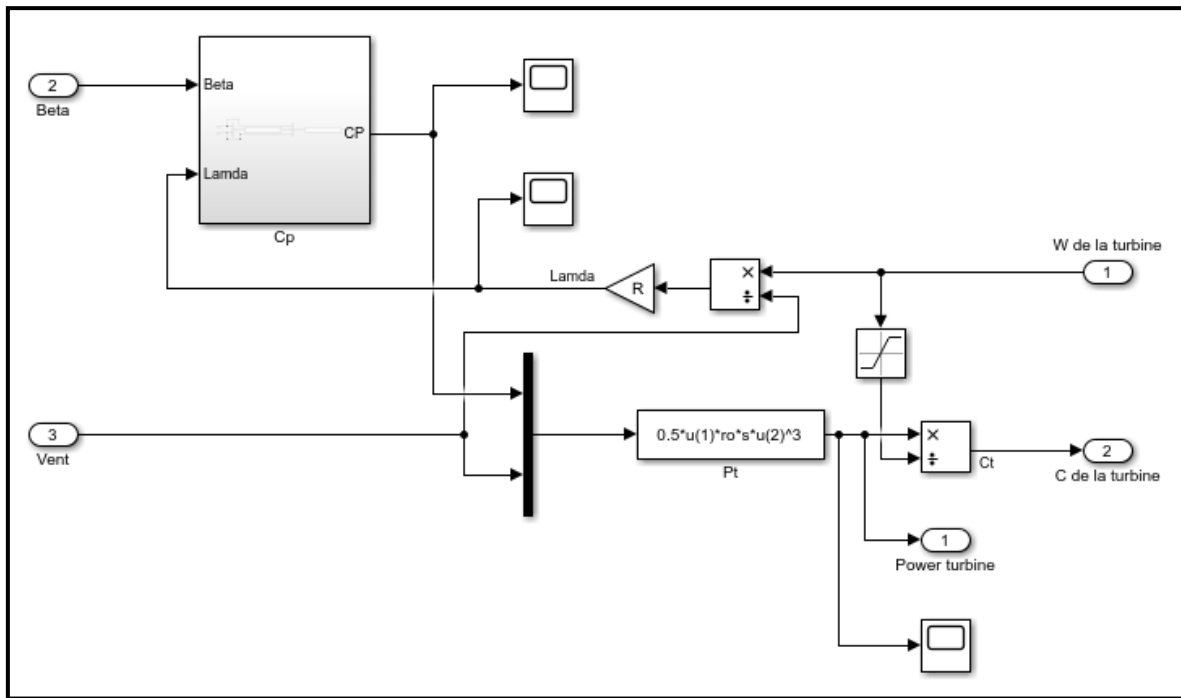 2
Beta
Beta
CP
Lamda
Cp
Lamda
R
×
÷
W de la turbine
1
3
Vent
0.5*u(1)*ro*s*u(2)^3
Pt
×
÷
Ct
2
C de la turbine
1
Power turbine